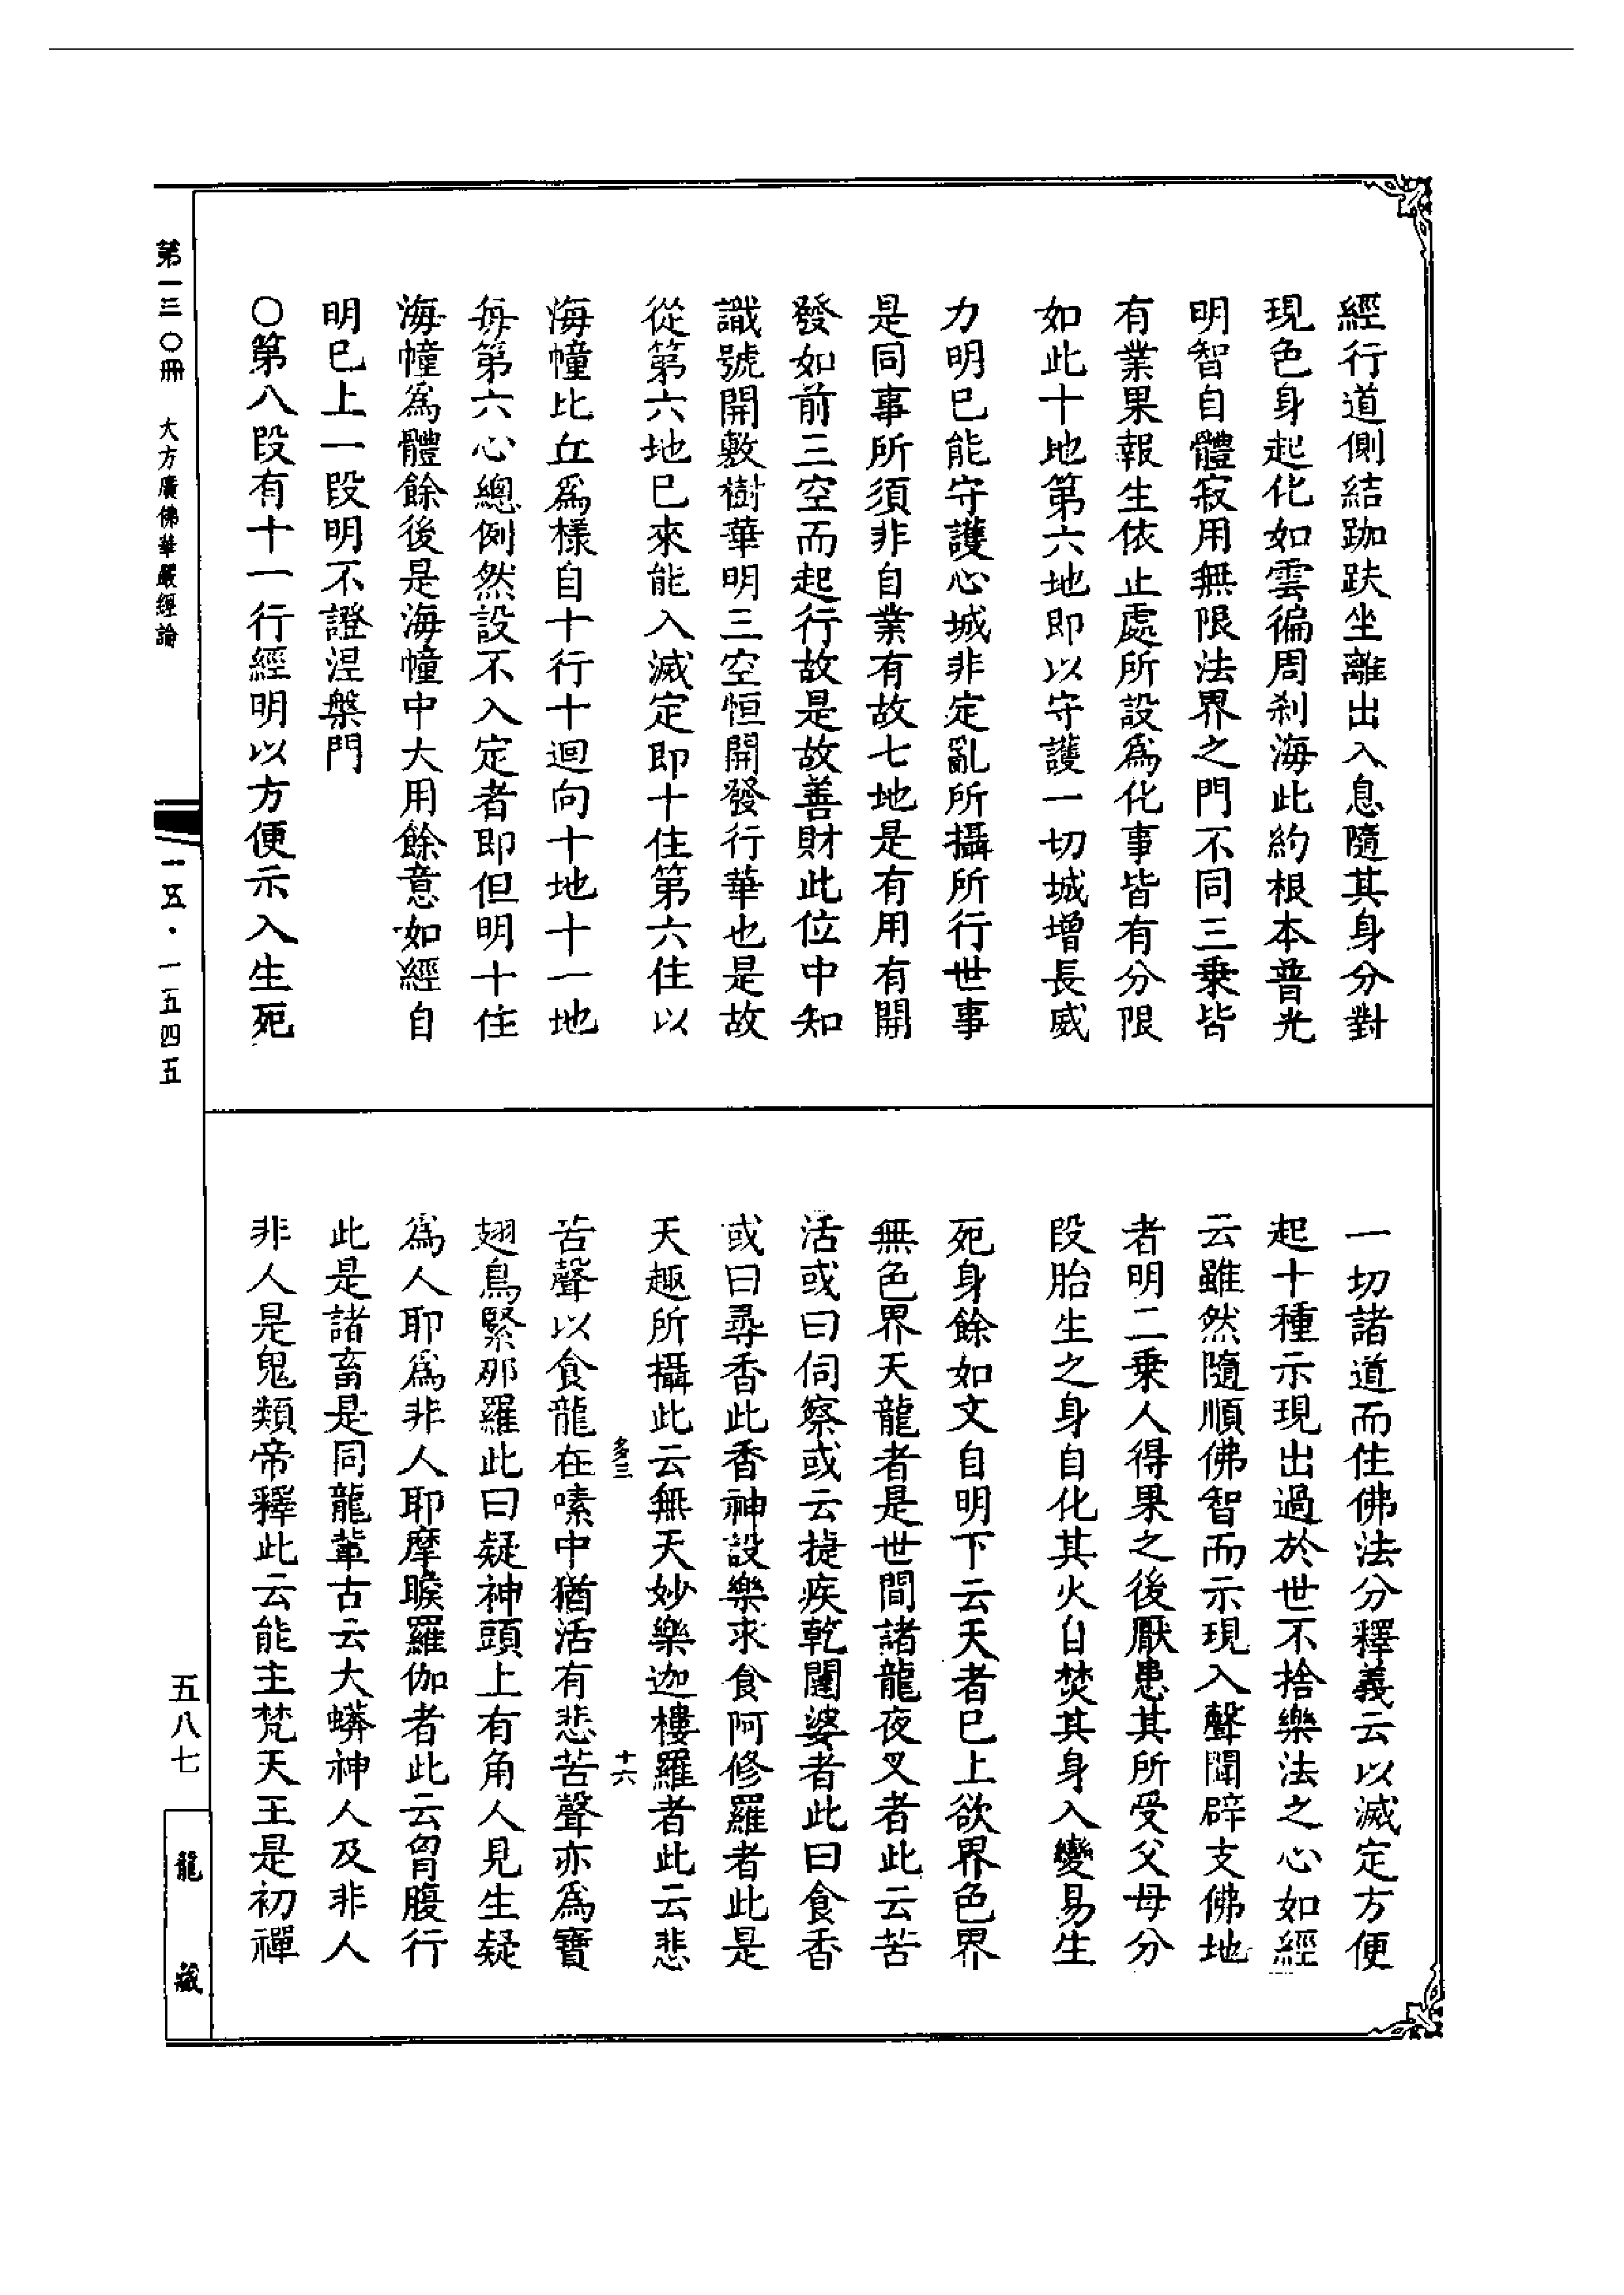 經行道側結跏趺坐離出入息隨其身分對
現色身起化如雲徧周刹海此約根本普光
明智自體寂用無限法界之門不同三乗皆
有業果報生依止處所設爲化事皆有分限
如此十地第六地即以守護一切城增長威
力明已能守護心城非定亂所攝所行世事
是同事所須非自業有故七地是有用有開
發如前三空而起行故是故善財此位中知
識號開敷樹華明三空恒開發行華也是故
從第六地已來能入滅定即十住第六住以
海幢比丘爲様自十行十迴向十地十一地
每第六心總例然設不入定者即但明十住
海幢爲體餘後是海幢中大用餘意如經自
明已上一段明不證涅槃門
○第八段有十一行經明以方便示入生死
一切諸道而住佛法分釋義云以滅定方便
起十種示現出過於世不捨樂法之心如經
云雖然隨順佛智而示現入聲聞辟支佛地
者明二乗人得果之後厭患其所受父母分
段胎生之身自化其火自焚其身入變易生
死身餘如文自明下云天者已上欲界色界
無色界天龍者是世間諸龍夜叉者此云苦
活或曰伺察或云捷疾乾闥婆者此曰食香
或曰尋香此香神設樂求食阿修羅者此是
天趣所攝此云無天妙樂迦樓羅者此云悲
苦聲以食龍在嗉中猶活有悲苦聲亦爲寶
翅鳥緊那羅此曰疑神頭上有角人見生疑
爲人耶爲非人耶摩睺羅伽者此云胷腹行
此是諸畜是同龍軰古云大蟒神人及非人
非人是鬼類帝釋此云能主梵天王是初禪
多三
十六
第一三〇冊 大方廣佛華嚴經論
一五·一五四五
五八七
龍藏